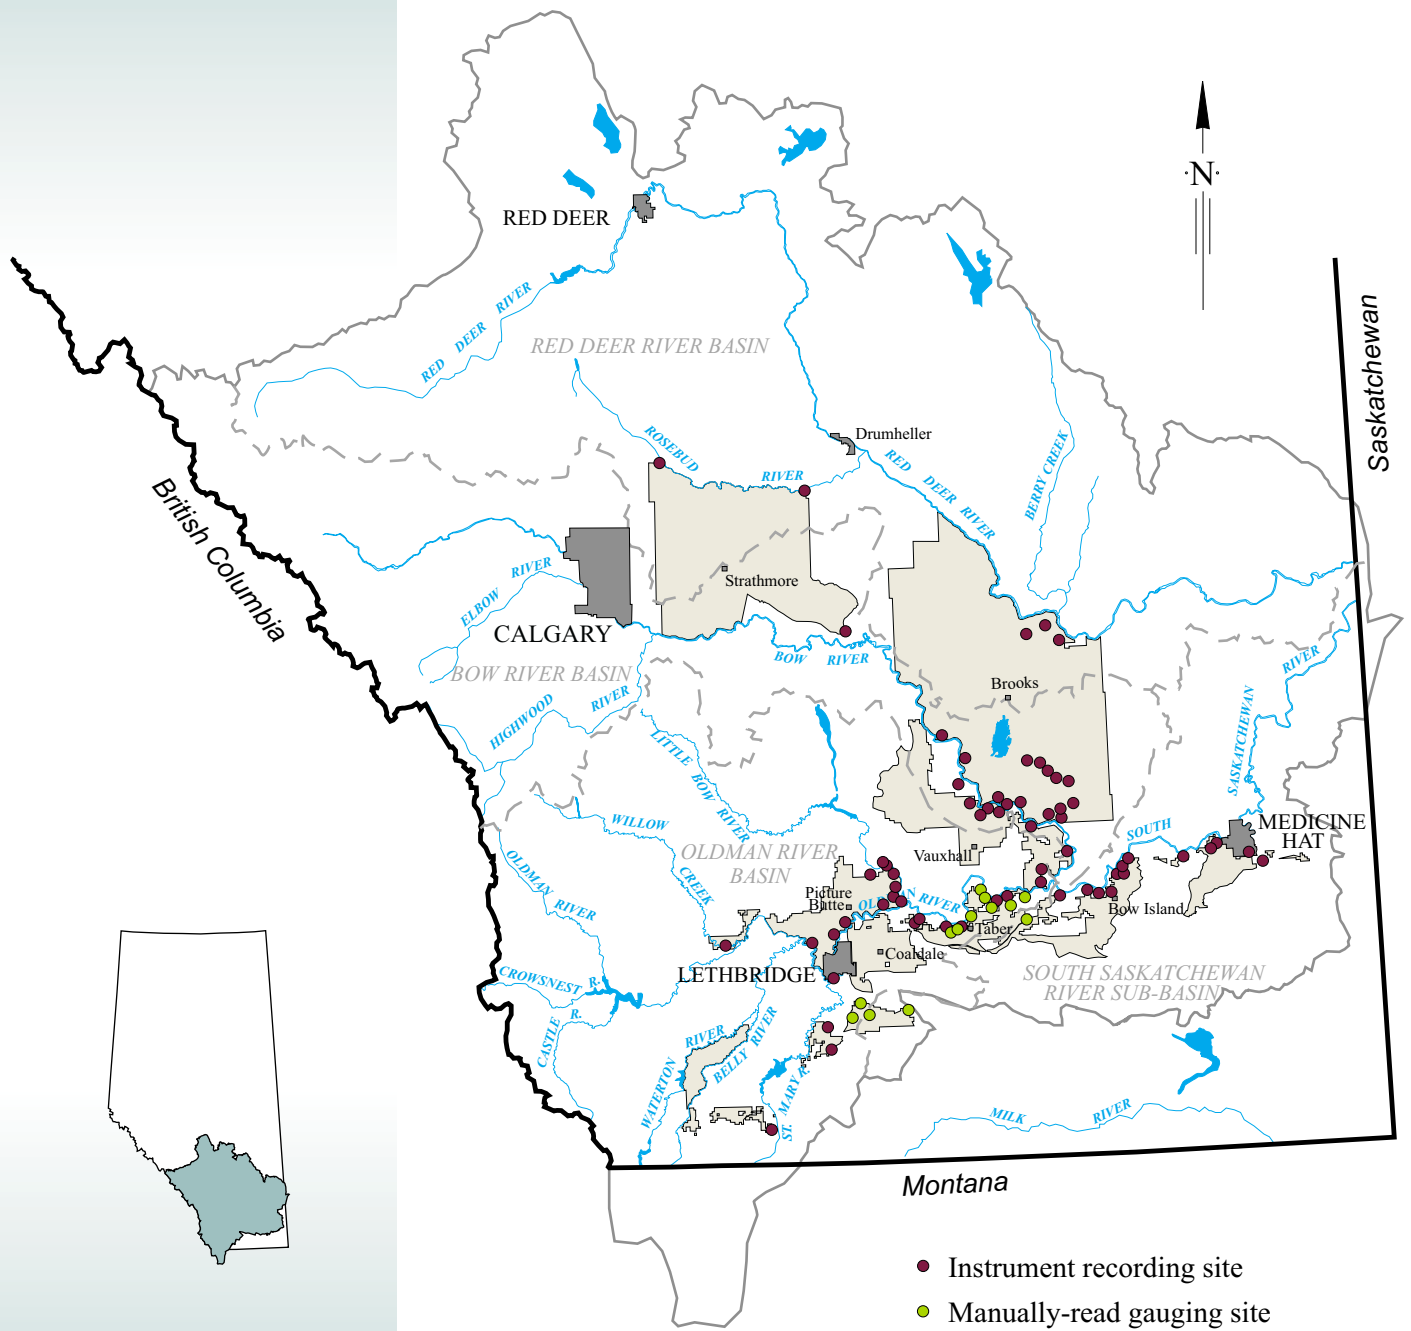 N
RED DEER
RED DEER RIVER
RED DEER RIVER BASIN
Saskatchewan
Drumheller
ROSEBUD
RIVER
RED DEER RIVER
BERRY CREEK
British Columbia
Strathmore
ELBOW RIVER
CALGARY
BOW RIVER
BOW RIVER BASIN
RIVER
HIGHWOOD RIVER
Brooks
LITTLE BOW RIVER
SASKATCHEWAN
WILLOW
CREEK
SOUTH
MEDICINE
HAT
OLDMAN RIVER
OLDMAN RIVER
BASIN
Vauxhall
Picture
Butte
OLDMAN RIVER
Bow Island
Taber
Coaldale
LETHBRIDGE
CROWSNEST R.
SOUTH SASKATCHEWAN
RIVER SUB-BASIN
CASTLE R.
WATERTON RIVER
BELLY RIVER
ST. MARY R.
MILK RIVER
Montana
Instrument recording site
Manually-read gauging site